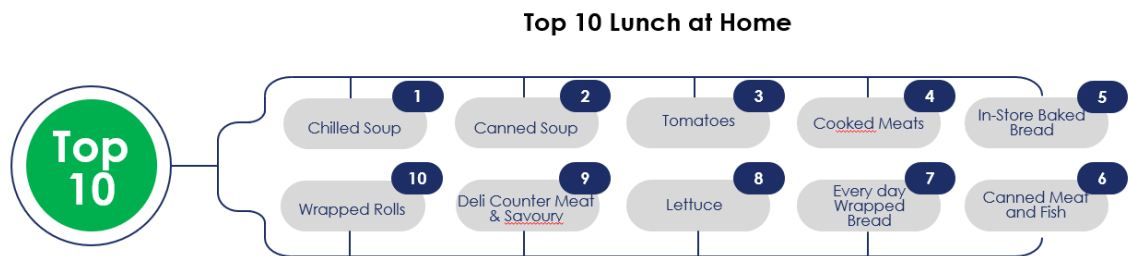 Top 10 Lunch at Home
Top
10
1
Chilled Soup
2
Canned Soup
3
Tomatoes
4
Cooked Meats
5
In-Store Baked
Bread
10
Wrapped Rolls
9
Deli Counter Meat
& Savoury
8
Lettuce
7
Every day
Wrapped
Bread
6
Canned Meat
and Fish